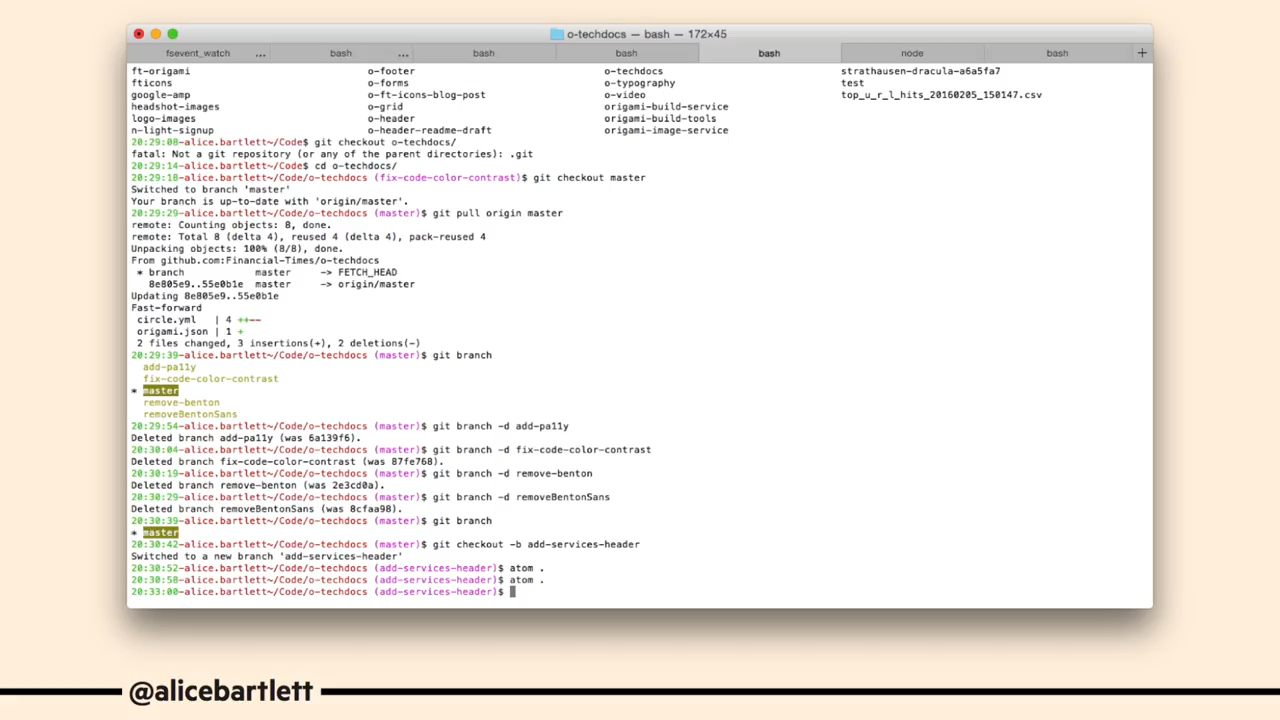 o-techdocs — bash — 172×45
fsevent_watch ... bash ... bash bash bash node bash +
ft-origami o-footer o-techdocs strathausen-dracula-a6a5fa7
fticons o-forms o-typography test
google-amp o-ft-icons-blog-post o-video top_u_r_l_hits_20160205_150147.csv
headshot-images o-grid origami-build-service
logo-images o-header origami-build-tools
n-light-signup o-header-readme-draft origami-image-service
20:29:08-alice.bartlett~/Code$ git checkout o-techdocs/
fatal: Not a git repository (or any of the parent directories): .git
20:29:14-alice.bartlett~/Code$ cd o-techdocs/
20:29:18-alice.bartlett~/Code/o-techdocs (fix-code-color-contrast)$ git checkout master
Switched to branch 'master'
Your branch is up-to-date with 'origin/master'.
20:29:29-alice.bartlett~/Code/o-techdocs (master)$ git pull origin master
remote: Counting objects: 8, done.
remote: Total 8 (delta 4), reused 4 (delta 4), pack-reused 4
Unpacking objects: 100% (8/8), done.
From github.com:Financial-Times/o-techdocs
* branch master -> FETCH_HEAD
8e805e9..55e0b1e master -> origin/master
Updating 8e805e9..55e0b1e
Fast-forward
circle.yml | 4 ++--
origami.json | 1 +
2 files changed, 3 insertions(+), 2 deletions(-)
20:29:39-alice.bartlett~/Code/o-techdocs (master)$ git branch
add-pa11y
fix-code-color-contrast
* master
remove-benton
removeBentonSans
20:29:54-alice.bartlett~/Code/o-techdocs (master)$ git branch -d add-pa11y
Deleted branch add-pa11y (was 6a139f6).
20:30:04-alice.bartlett~/Code/o-techdocs (master)$ git branch -d fix-code-color-contrast
Deleted branch fix-code-color-contrast (was 87fe768).
20:30:19-alice.bartlett~/Code/o-techdocs (master)$ git branch -d remove-benton
Deleted branch remove-benton (was 2e3cd0a).
20:30:29-alice.bartlett~/Code/o-techdocs (master)$ git branch -d removeBentonSans
Deleted branch removeBentonSans (was 8cfaa98).
20:30:39-alice.bartlett~/Code/o-techdocs (master)$ git branch
* master
20:30:42-alice.bartlett~/Code/o-techdocs (master)$ git checkout -b add-services-header
Switched to a new branch 'add-services-header'
20:30:52-alice.bartlett~/Code/o-techdocs (add-services-header)$ atom .
20:30:58-alice.bartlett~/Code/o-techdocs (add-services-header)$ atom .
20:33:00-alice.bartlett~/Code/o-techdocs (add-services-header)$
@alicebartlett